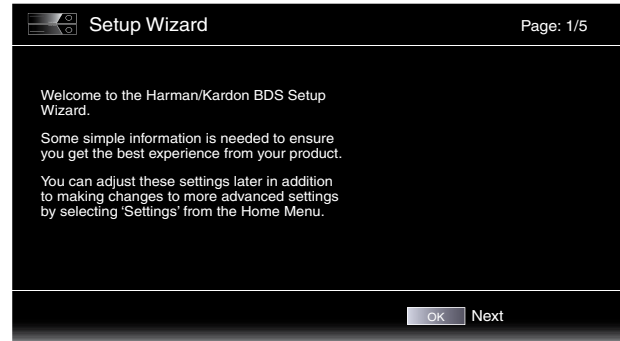 Setup Wizard
Page: 1/5
Welcome to the Harman/Kardon BDS Setup
Wizard.
Some simple information is needed to ensure
you get the best experience from your product.
You can adjust these settings later in addition
to making changes to more advanced settings
by selecting ‘Settings’ from the Home Menu.
OK Next